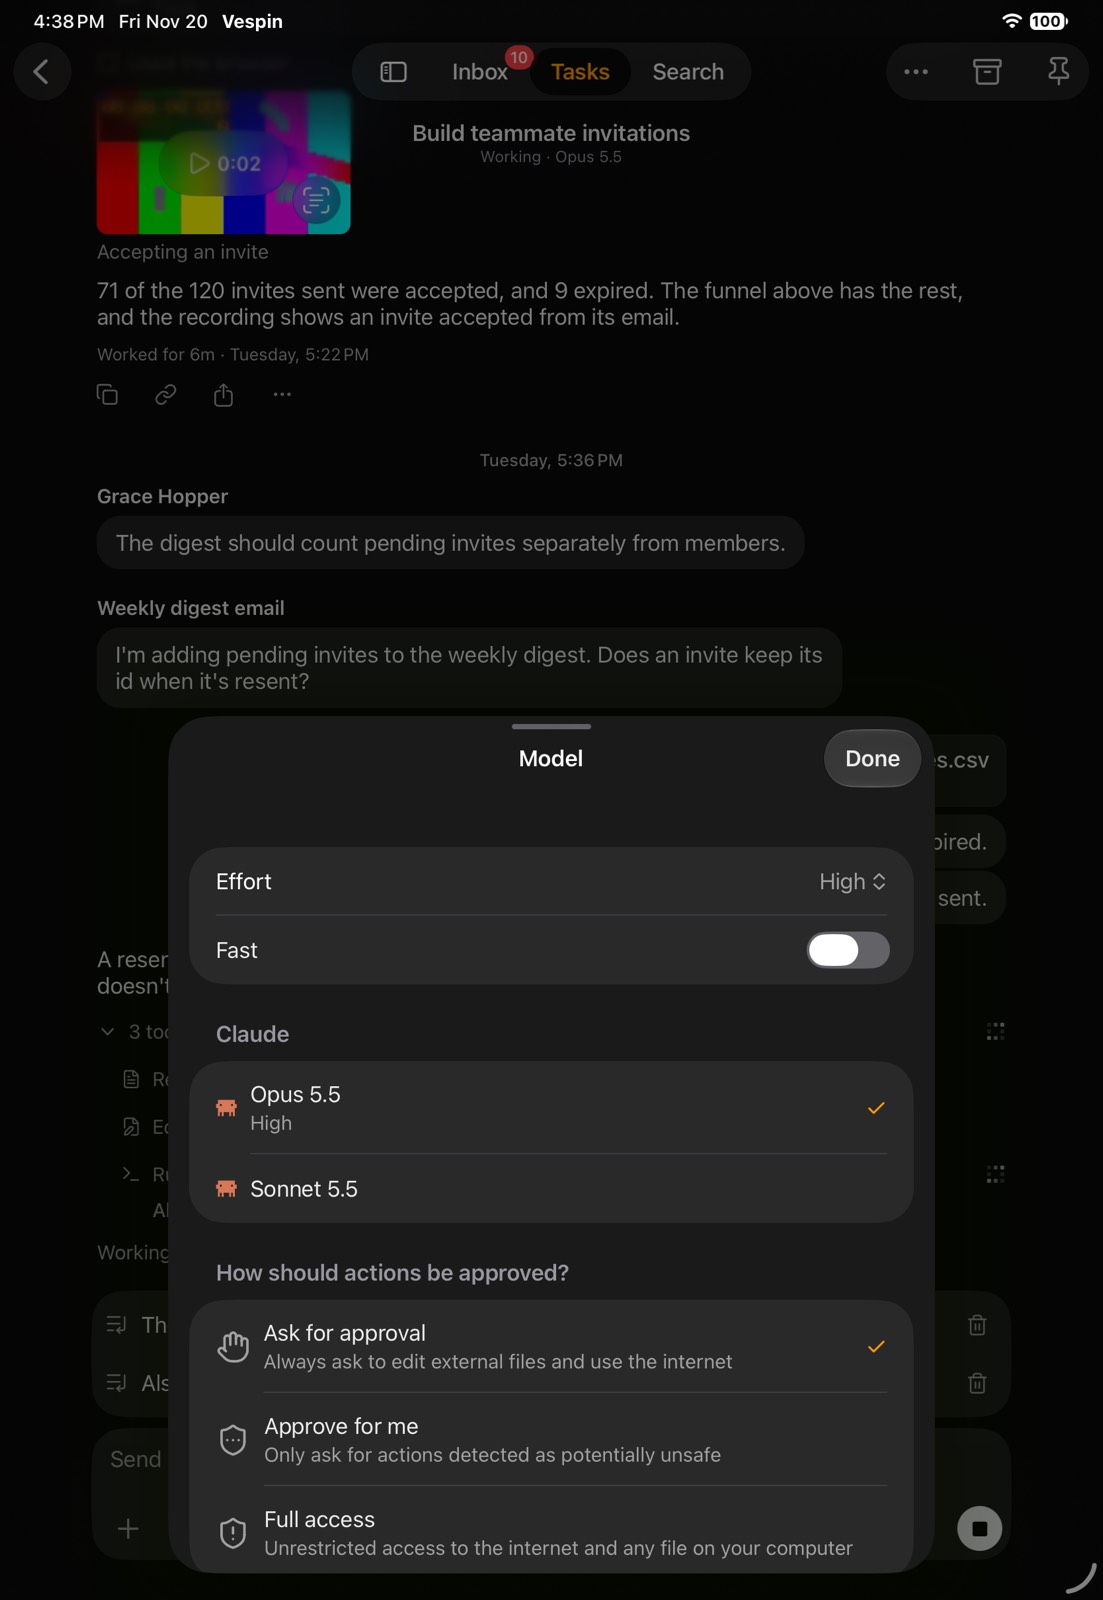 4:38 PM Fri Nov 20 Vespin
100
Inbox 10 Tasks Search
Build teammate invitations
Working · Opus 5.5
0:02
Accepting an invite
71 of the 120 invites sent were accepted, and 9 expired. The funnel above has the rest,
and the recording shows an invite accepted from its email.
Worked for 6m · Tuesday, 5:22 PM
Tuesday, 5:36 PM
Grace Hopper
The digest should count pending invites separately from members.
Weekly digest email
I'm adding pending invites to the weekly digest. Does an invite keep its
id when it's resent?
Model
Done
s.csv
Effort
High
sent.
Fast
A
doesn't
Claude
3
Opus 5.5
High
Sonnet 5.5
Working
How should actions be approved?
Ask for approval
Always ask to edit external files and use the internet
Approve for me
Only ask for actions detected as potentially unsafe
Send
Full access
Unrestricted access to the internet and any file on your computer